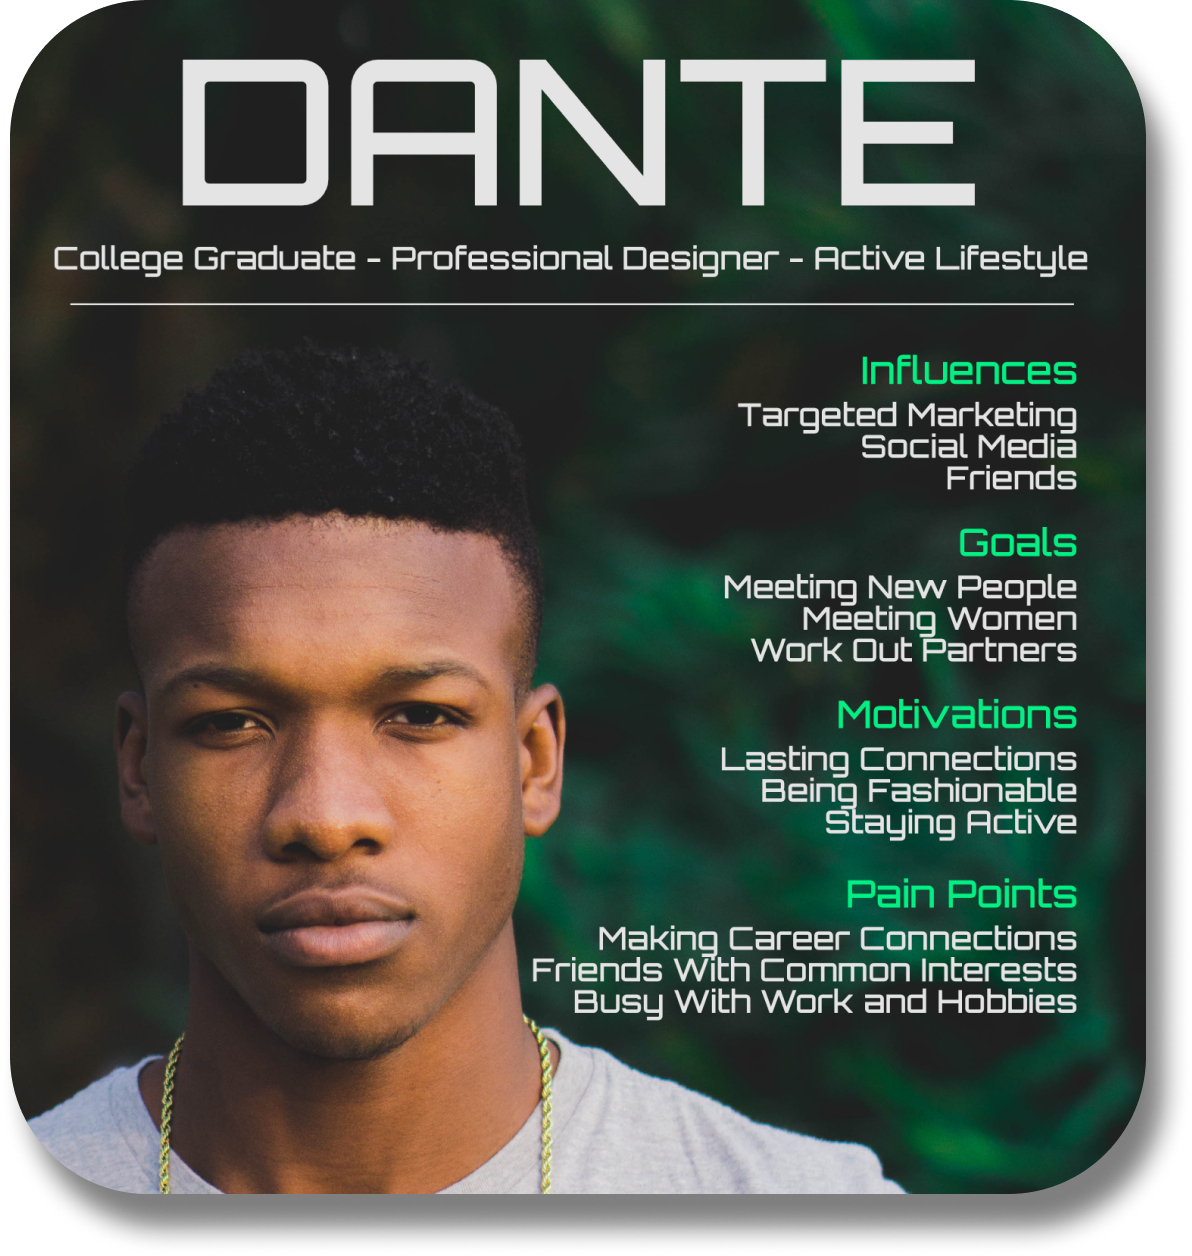 DANTE
College Graduate - Professional Designer - Active Lifestyle
Influences
Targeted Marketing
Social Media
Friends
Goals
Meeting New People
Meeting Women
Work Out Partners
Motivations
Lasting Connections
Being Fashionable
Staying Active
Pain Points
Making Career Connections
Friends With Common Interests
Busy With Work and Hobbies